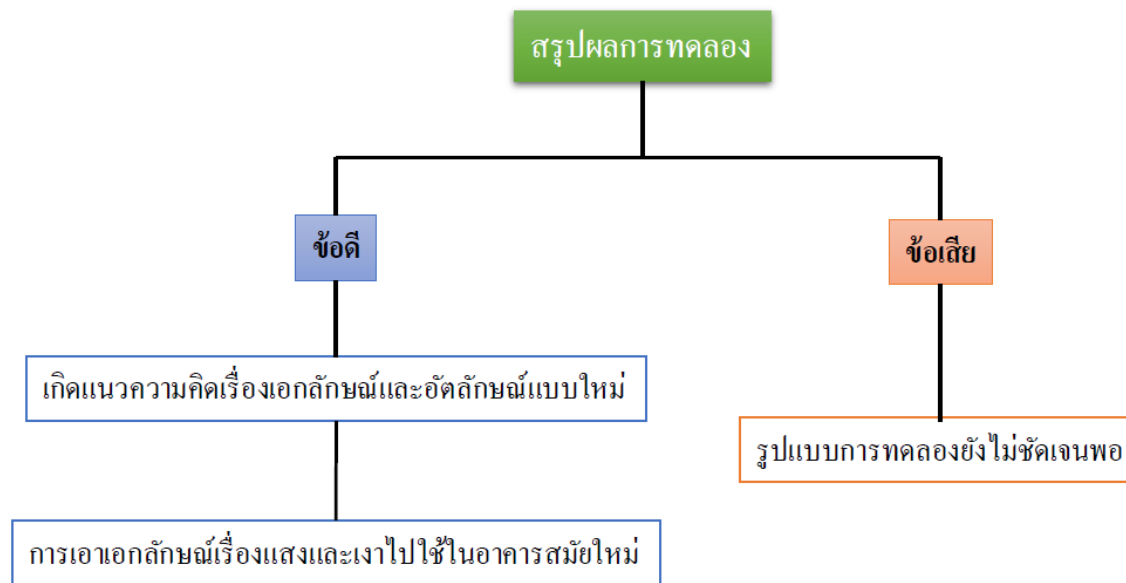 สรุปผลการทดลอง
ข้อดี
ข้อเสีย
เกิดแนวความคิดเรื่องเอกลักษณ์และอัตลักษณ์แบบใหม่
รูปแบบการทดลองยังไม่ชัดเจนพอ
การเอาเอกลักษณ์เรื่องแสงและเงาไปใช้ในอาคารสมัยใหม่